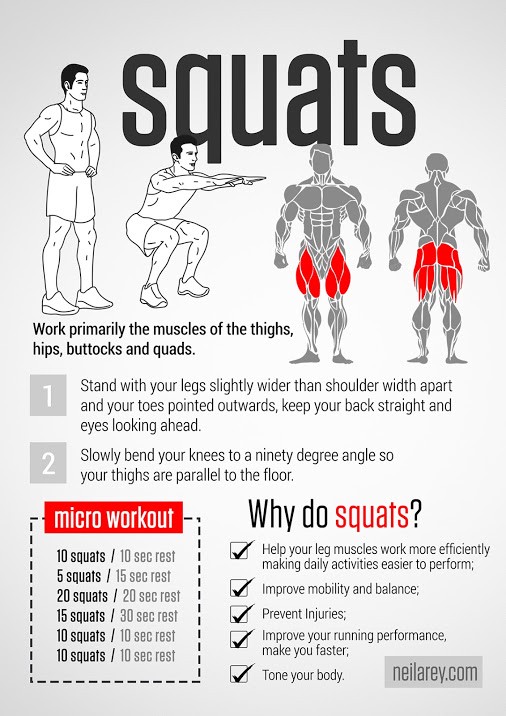 squats
Work primarily the muscles of the thighs,
hips, buttocks and quads.
1
Stand with your legs slightly wider than shoulder width apart
and your toes pointed outwards, keep your back straight and
eyes looking ahead.
2
Slowly bend your knees to a ninety degree angle so
your thighs are parallel to the floor.
micro workout
10 squats / 10 sec rest
5 squats / 15 sec rest
20 squats / 20 sec rest
15 squats / 30 sec rest
10 squats / 10 sec rest
10 squats / 10 sec rest
Why do squats?
Help your leg muscles work more efficiently
making daily activities easier to perform;
Improve mobility and balance;
Prevent Injuries;
Improve your running performance,
make you faster;
Tone your body.
neilarey.com